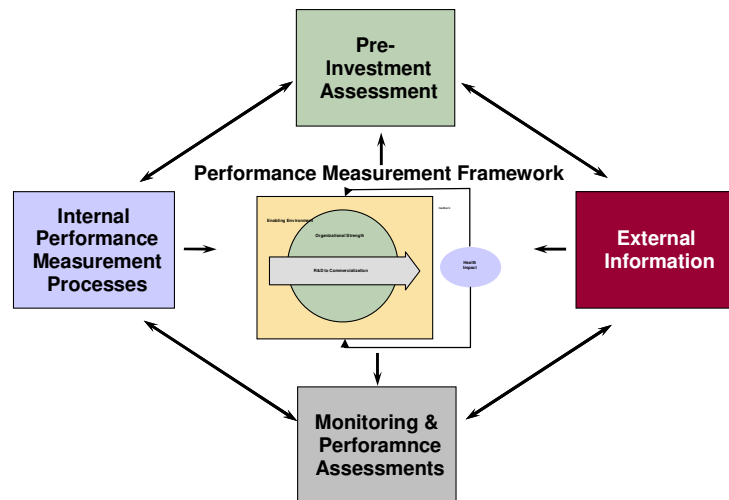 Pre-
Investment
Assessment
Performance Measurement Framework
Internal
Performance
Measurement
Processes
Enabling Environment
Organizational Strength
R&D to Commercialization
Health
Impact
External
Information
Monitoring &
Perforamnce
Assessments